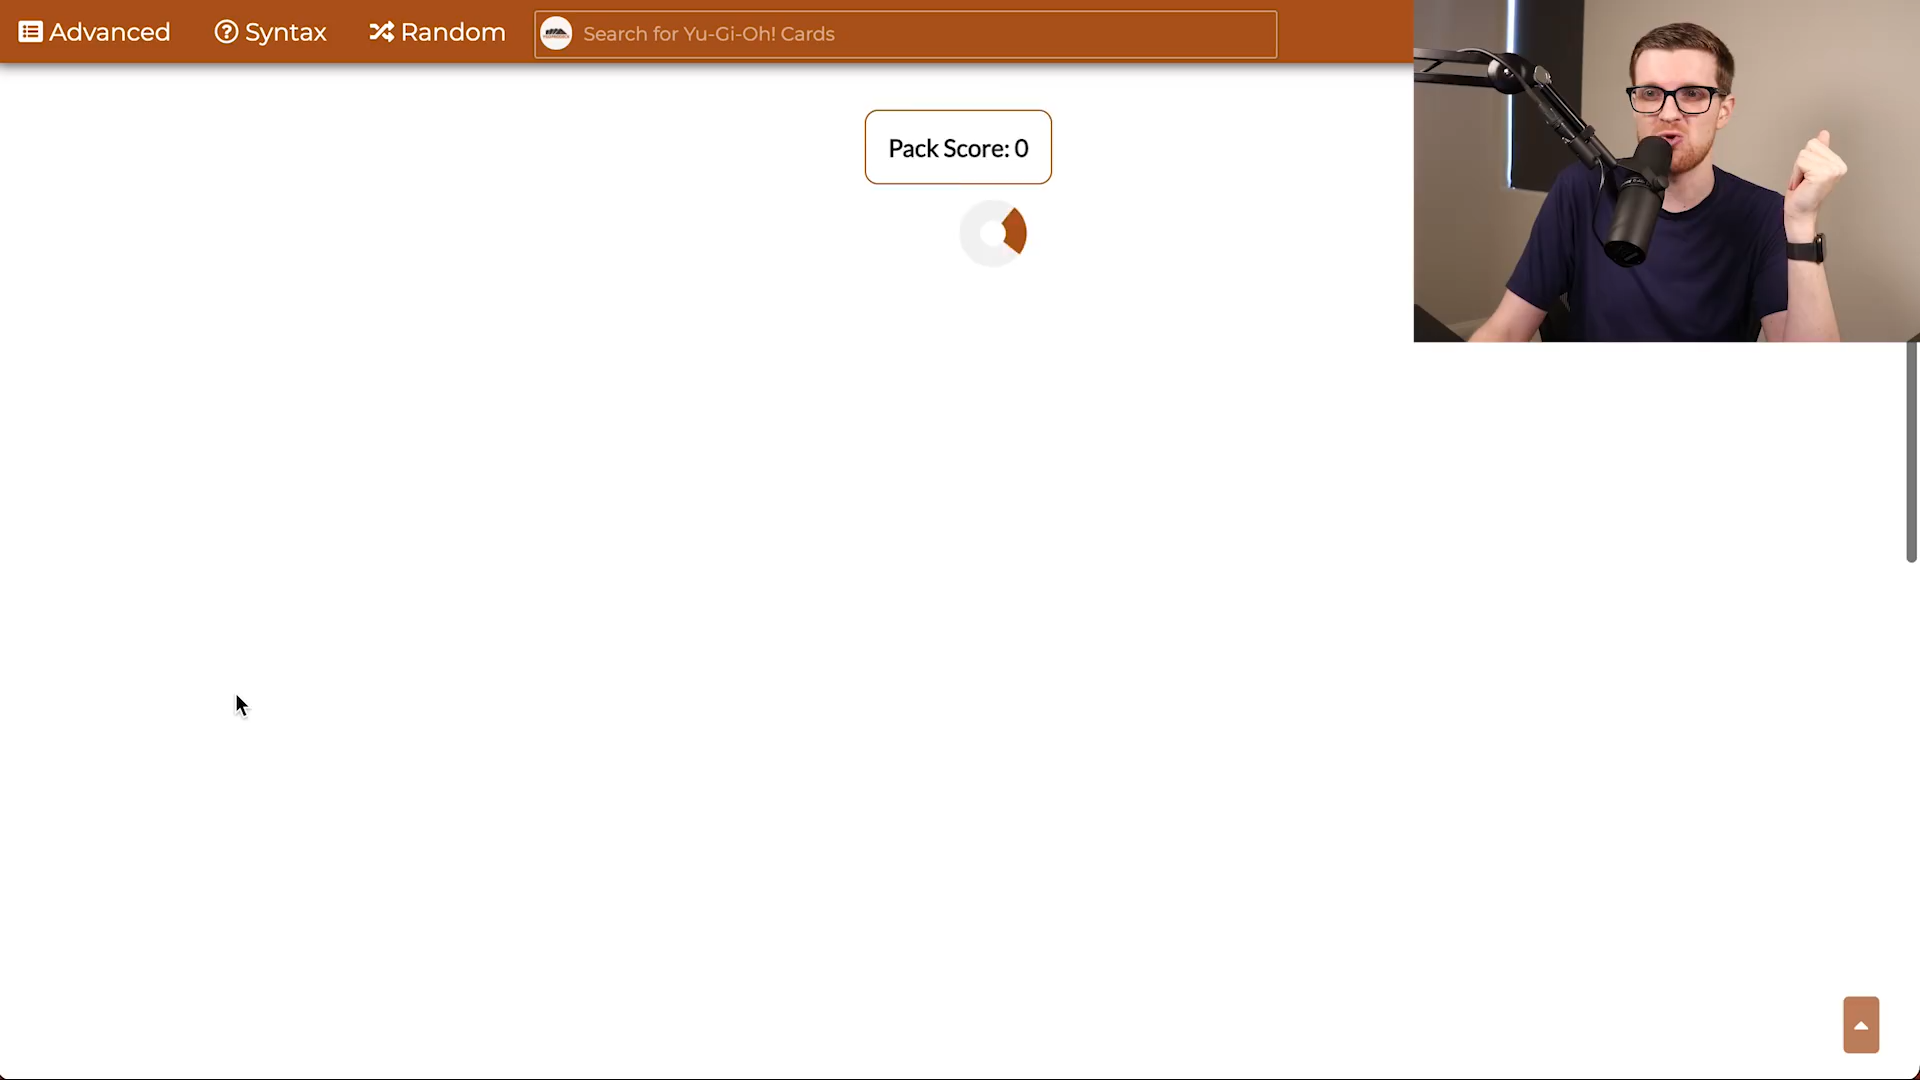 Advanced
Syntax
Random
Search for Yu-Gi-Oh! Cards
Pack Score: 0